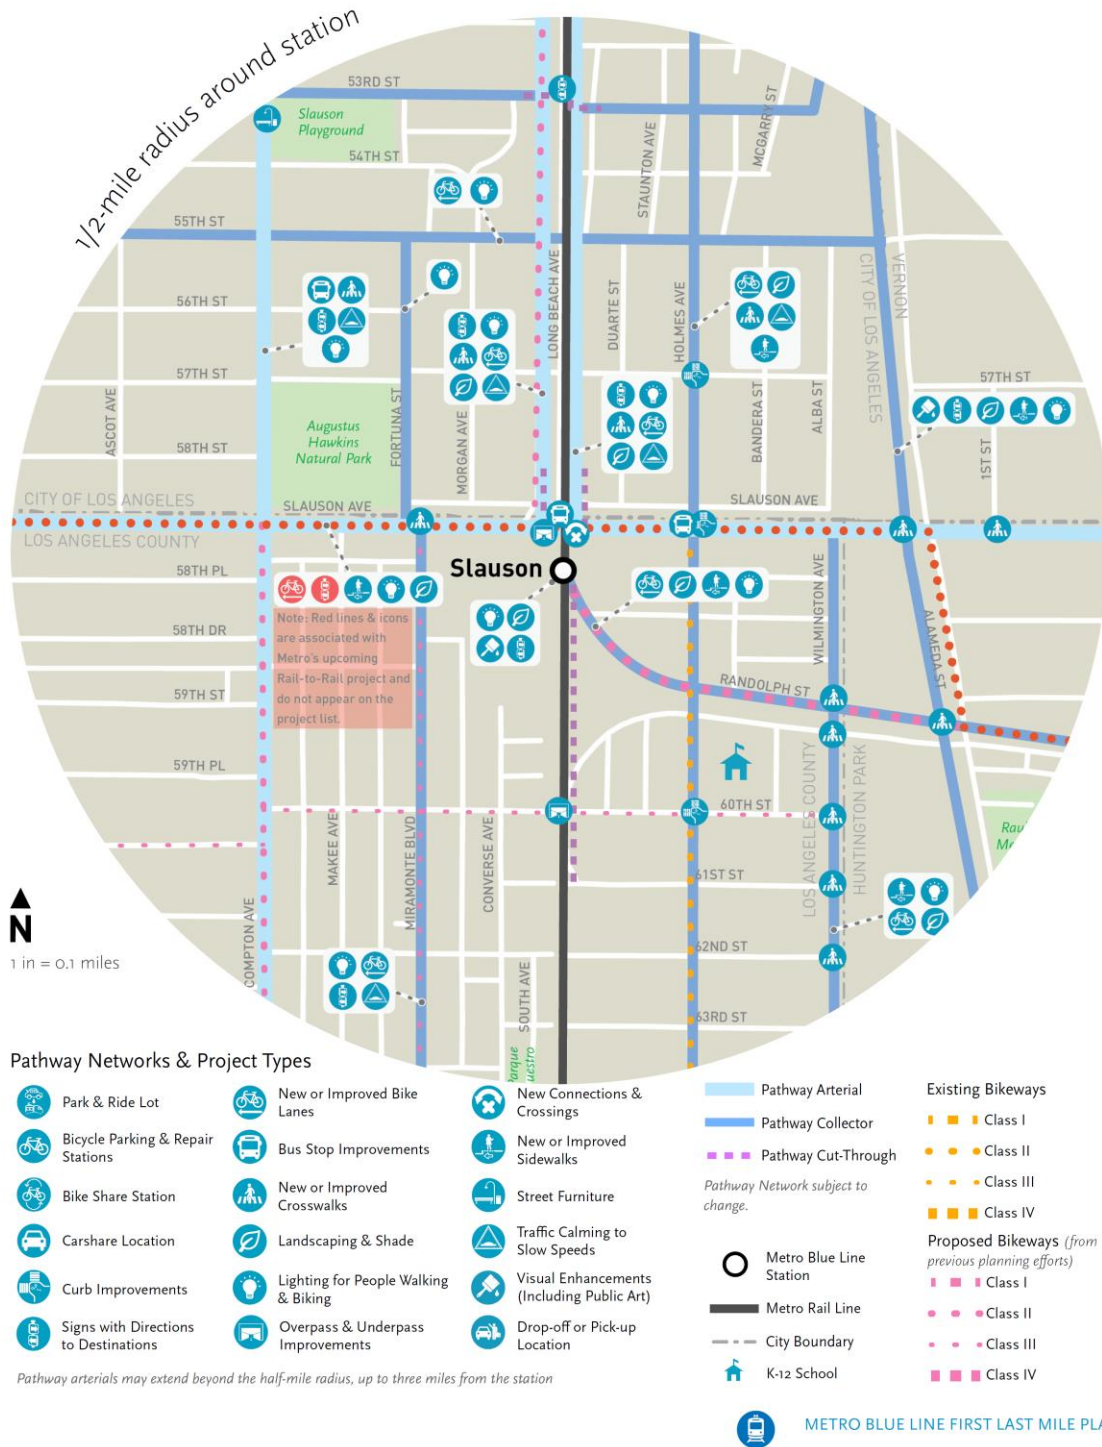 1/2-mile radius around station
53RD ST
Slauson
Playground
54TH ST
MCGARRY ST
STAUNTON AVE
55TH ST
LONG BEACH AVE
CITY OF LOS ANGELES
VERNON
56TH ST
DUARTE ST
HOLMES AVE
57TH ST
57TH ST
ASCOT AVE
FORTUNA ST
MORGAN AVE
BANDERA ST
ALBA ST
1ST ST
Augustus
Hawkins
Natural Park
58TH ST
CITY OF LOS ANGELES
SLAUSON AVE
SLAUSON AVE
LOS ANGELES COUNTY
Slauson
58TH PL
WILMINGTON AVE
ALAMEDA ST
Note: Red lines & icons
are associated with
Metro's upcoming
Rail-to-Rail project and
do not appear on the
project list.
58TH DR
59TH ST
RANDOLPH ST
59TH PL
LOS ANGELES COUNTY
HUNTINGTON PARK
60TH ST
MAKEE AVE
MIRAMONTE BLVD
CONVERSE AVE
61ST ST
COMPTON AVE
N
1 in = 0.1 miles
62ND ST
SOUTH AVE
63RD ST
Parque
Pathway Networks & Project Types
Park & Ride Lot
Bicycle Parking & Repair
Stations
Bike Share Station
Carshare Location
Curb Improvements
Signs with Directions
to Destinations
New or Improved Bike
Lanes
Bus Stop Improvements
New or Improved
Crosswalks
Landscaping & Shade
Lighting for People Walking
& Biking
Overpass & Underpass
Improvements
New Connections &
Crossings
New or Improved
Sidewalks
Street Furniture
Traffic Calming to
Slow Speeds
Visual Enhancements
(Including Public Art)
Drop-off or Pick-up
Location
Pathway arterials may extend beyond the half-mile radius, up to three miles from the station
Pathway Arterial
Pathway Collector
Pathway Cut-Through
Pathway Network subject to
change.
Metro Blue Line
Station
Metro Rail Line
City Boundary
K-12 School
Existing Bikeways
Class I
Class II
Class III
Class IV
Proposed Bikeways (from
previous planning efforts)
Class I
Class II
Class III
Class IV
METRO BLUE LINE FIRST LAST MILE